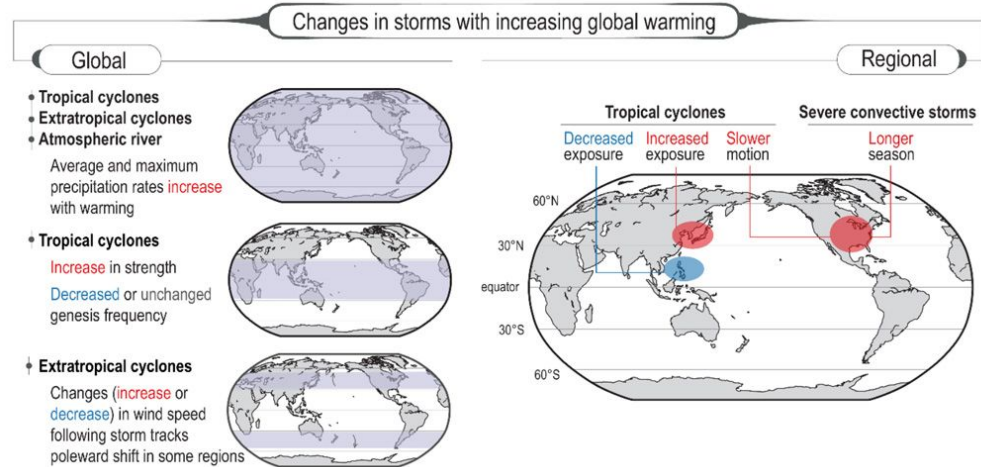 Changes in storms with increasing global warming
Global
Tropical cyclones
Extratropical cyclones
Atmospheric river
Average and maximum
precipitation rates increase
with warming
Tropical cyclones
Increase in strength
Decreased or unchanged
genesis frequency
Extratropical cyclones
Changes (increase or
decrease) in wind speed
following storm tracks
poleward shift in some regions
Regional
Tropical cyclones
Decreased
exposure
Increased
exposure
Slower
motion
Severe convective storms
Longer
season
60°N
30°N
equator
30°S
60°S